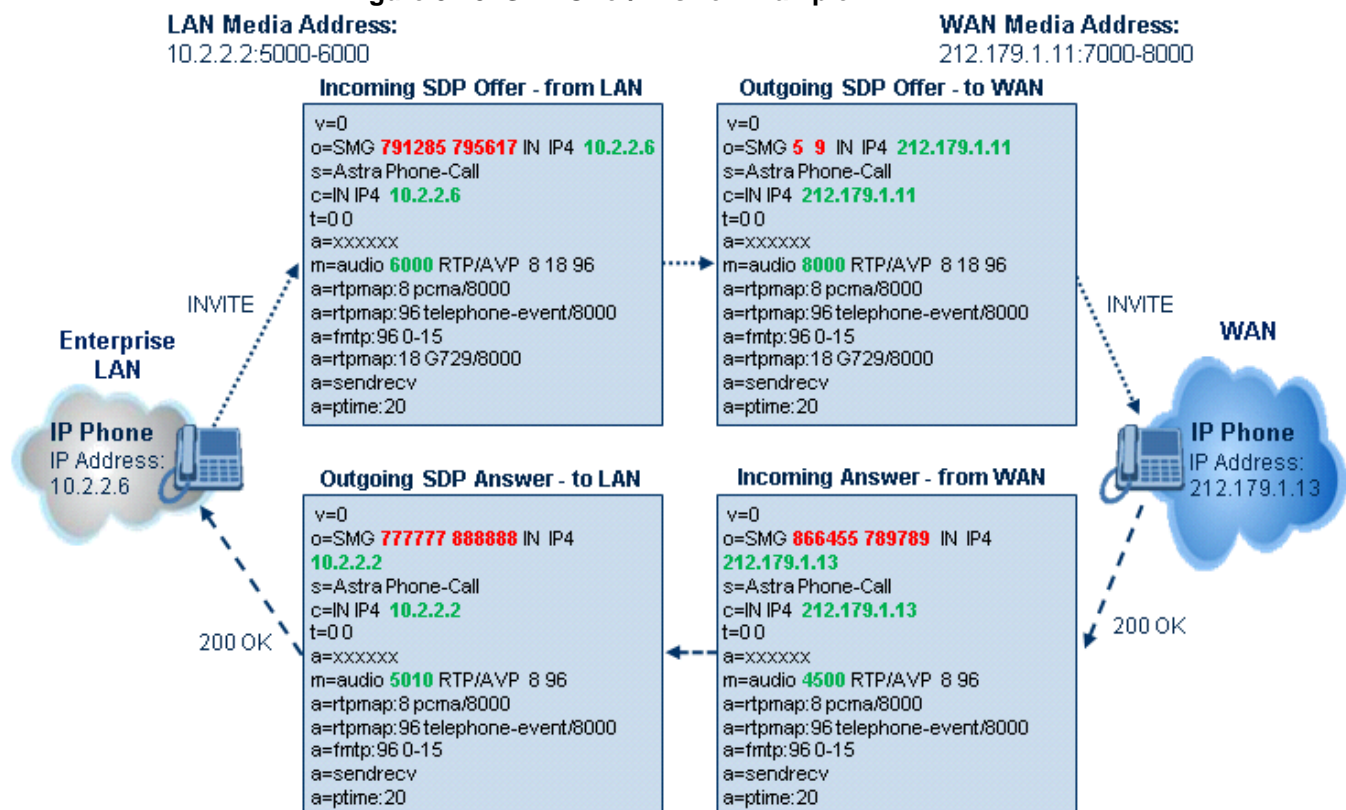 LAN Media Address:
10.2.2.2:5000-6000
WAN Media Address:
212.179.1.11:7000-8000
Incoming SDP Offer - from LAN
v=0
o=SMG 791285 795617 IN IP4 10.2.2.6
s=Astra Phone-Call
c=IN IP4 10.2.2.6
t=0 0
a=xxxxxx
m=audio 6000 RTP/AVP 8 18 96
a=rtpmap:8 pcma/8000
a=rtpmap:96 telephone-event/8000
a=fmtp:96 0-15
a=rtpmap:18 G729/8000
a=sendrecv
a=ptime:20
Outgoing SDP Offer - to WAN
v=0
o=SMG 5 9 IN IP4 212.179.1.11
s=Astra Phone-Call
c=IN IP4 212.179.1.11
t=0 0
a=xxxxxx
m=audio 8000 RTP/AVP 8 18 96
a=rtpmap:8 pcma/8000
a=rtpmap:96 telephone-event/8000
a=fmtp:96 0-15
a=rtpmap:18 G729/8000
a=sendrecv
a=ptime:20
INVITE
INVITE
Enterprise
LAN
IP Phone
IP Address:
10.2.2.6
WAN
IP Phone
IP Address:
212.179.1.13
Outgoing SDP Answer - to LAN
v=0
o=SMG 777777 888888 IN IP4
10.2.2.2
s=Astra Phone-Call
c=IN IP4 10.2.2.2
t=0 0
a=xxxxxx
m=audio 5010 RTP/AVP 8 96
a=rtpmap:8 pcma/8000
a=rtpmap:96 telephone-event/8000
a=fmtp:96 0-15
a=sendrecv
a=ptime:20
Incoming Answer - from WAN
v=0
o=SMG 866455 789789 IN IP4
212.179.1.13
s=Astra Phone-Call
c=IN IP4 212.179.1.13
t=0 0
a=xxxxxx
m=audio 4500 RTP/AVP 8 96
a=rtpmap:8 pcma/8000
a=rtpmap:96 telephone-event/8000
a=fmtp:96 0-15
a=sendrecv
a=ptime:20
200 OK
200 OK